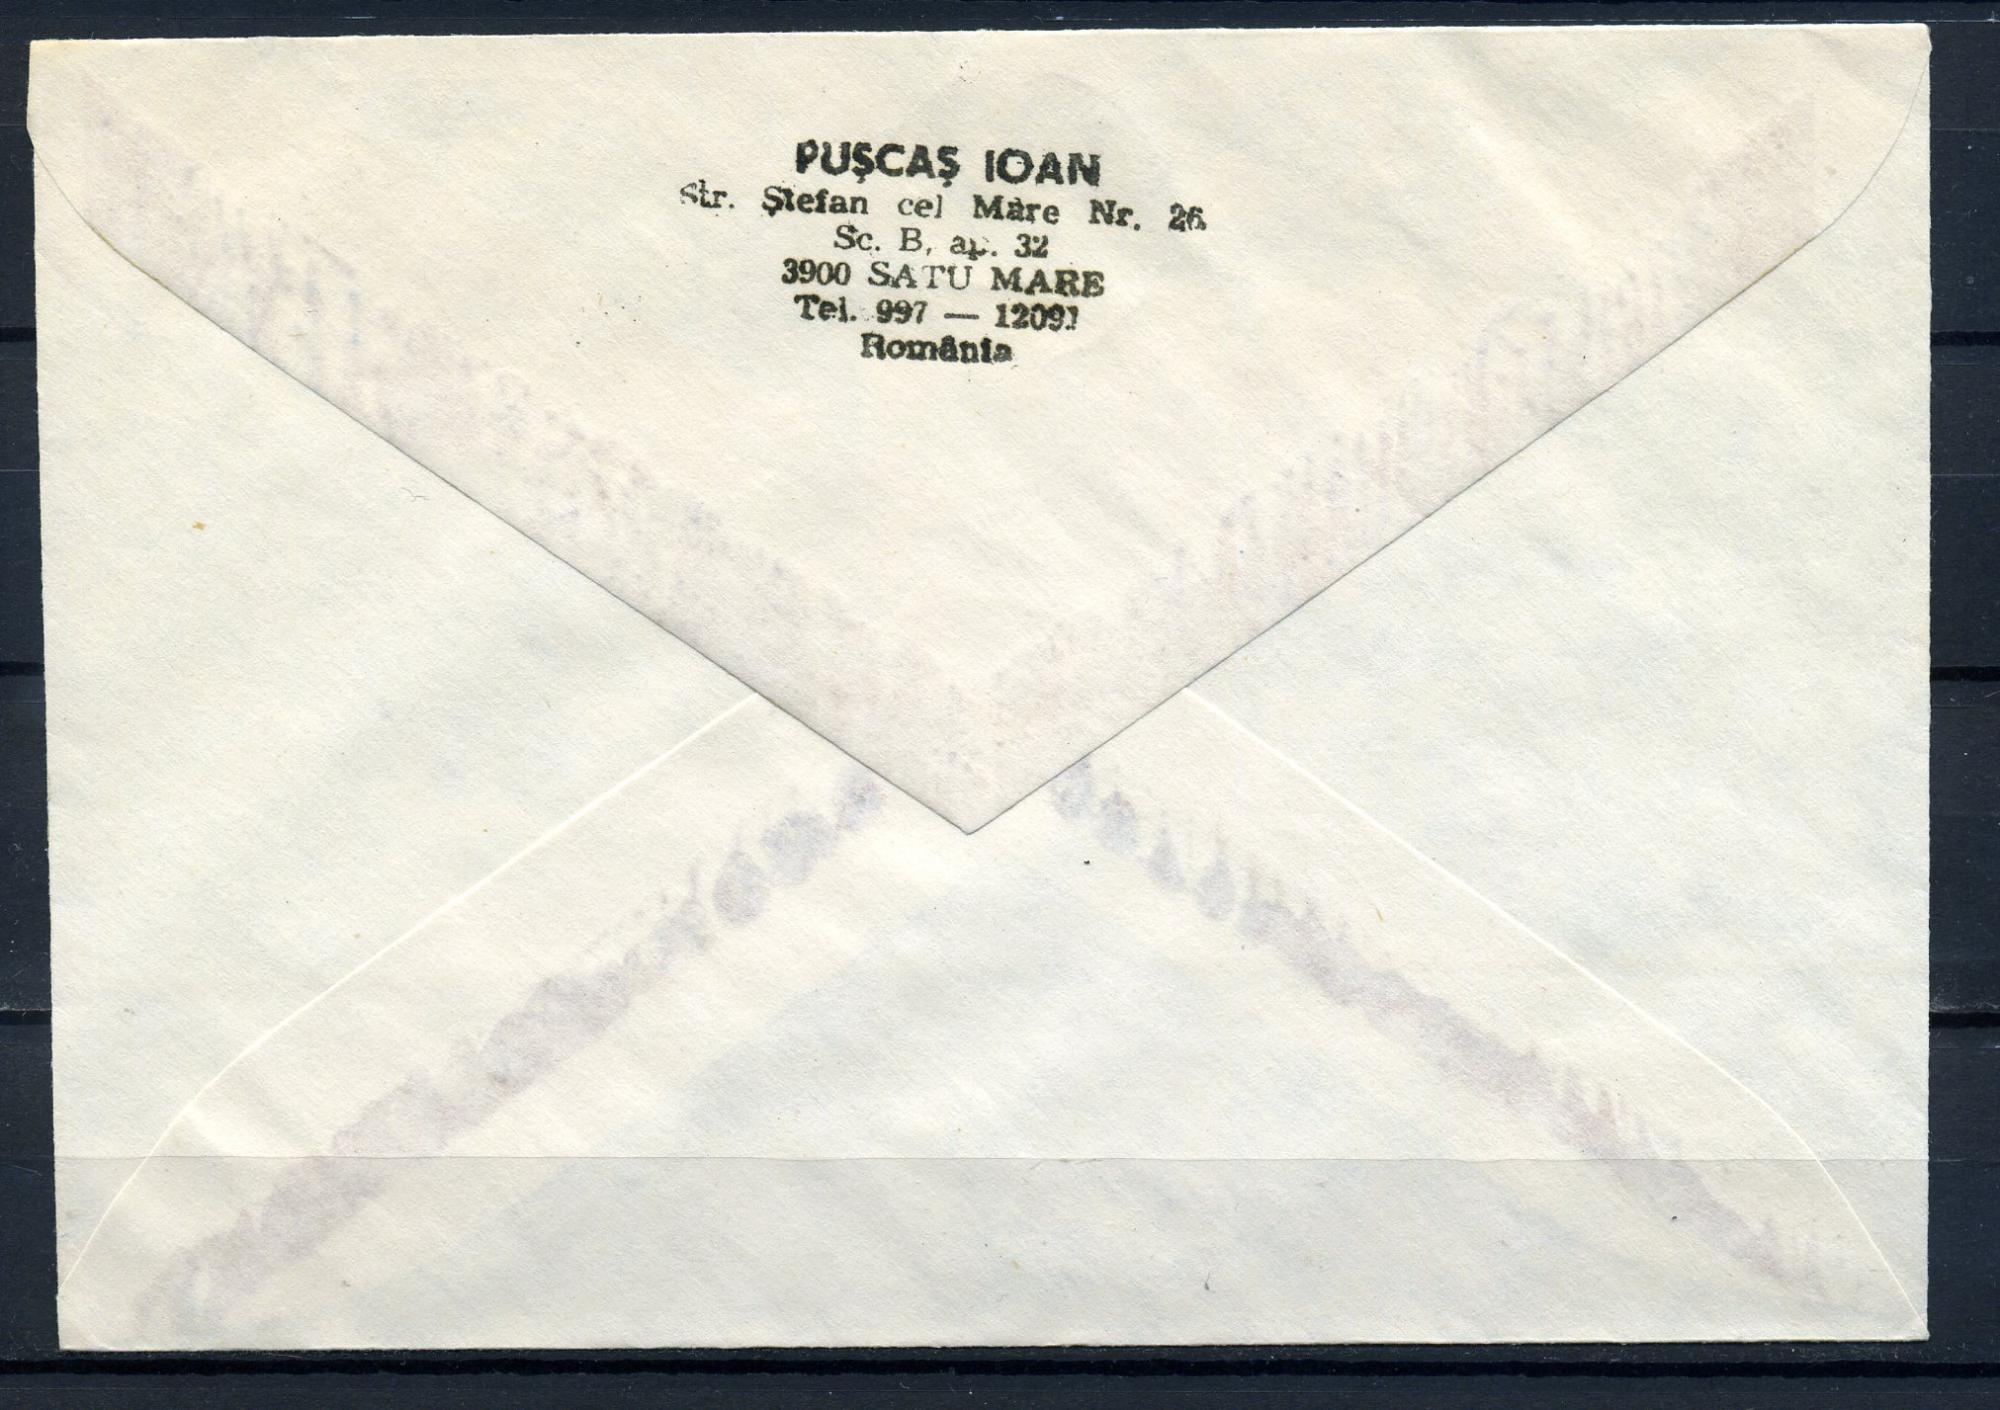 PUŞCAŞ IOAN
Str. Ştefan cel Mare Nr. 26
Sc. B, ap. 32
3900 SATU MARE
Tel. 997 — 12091
România